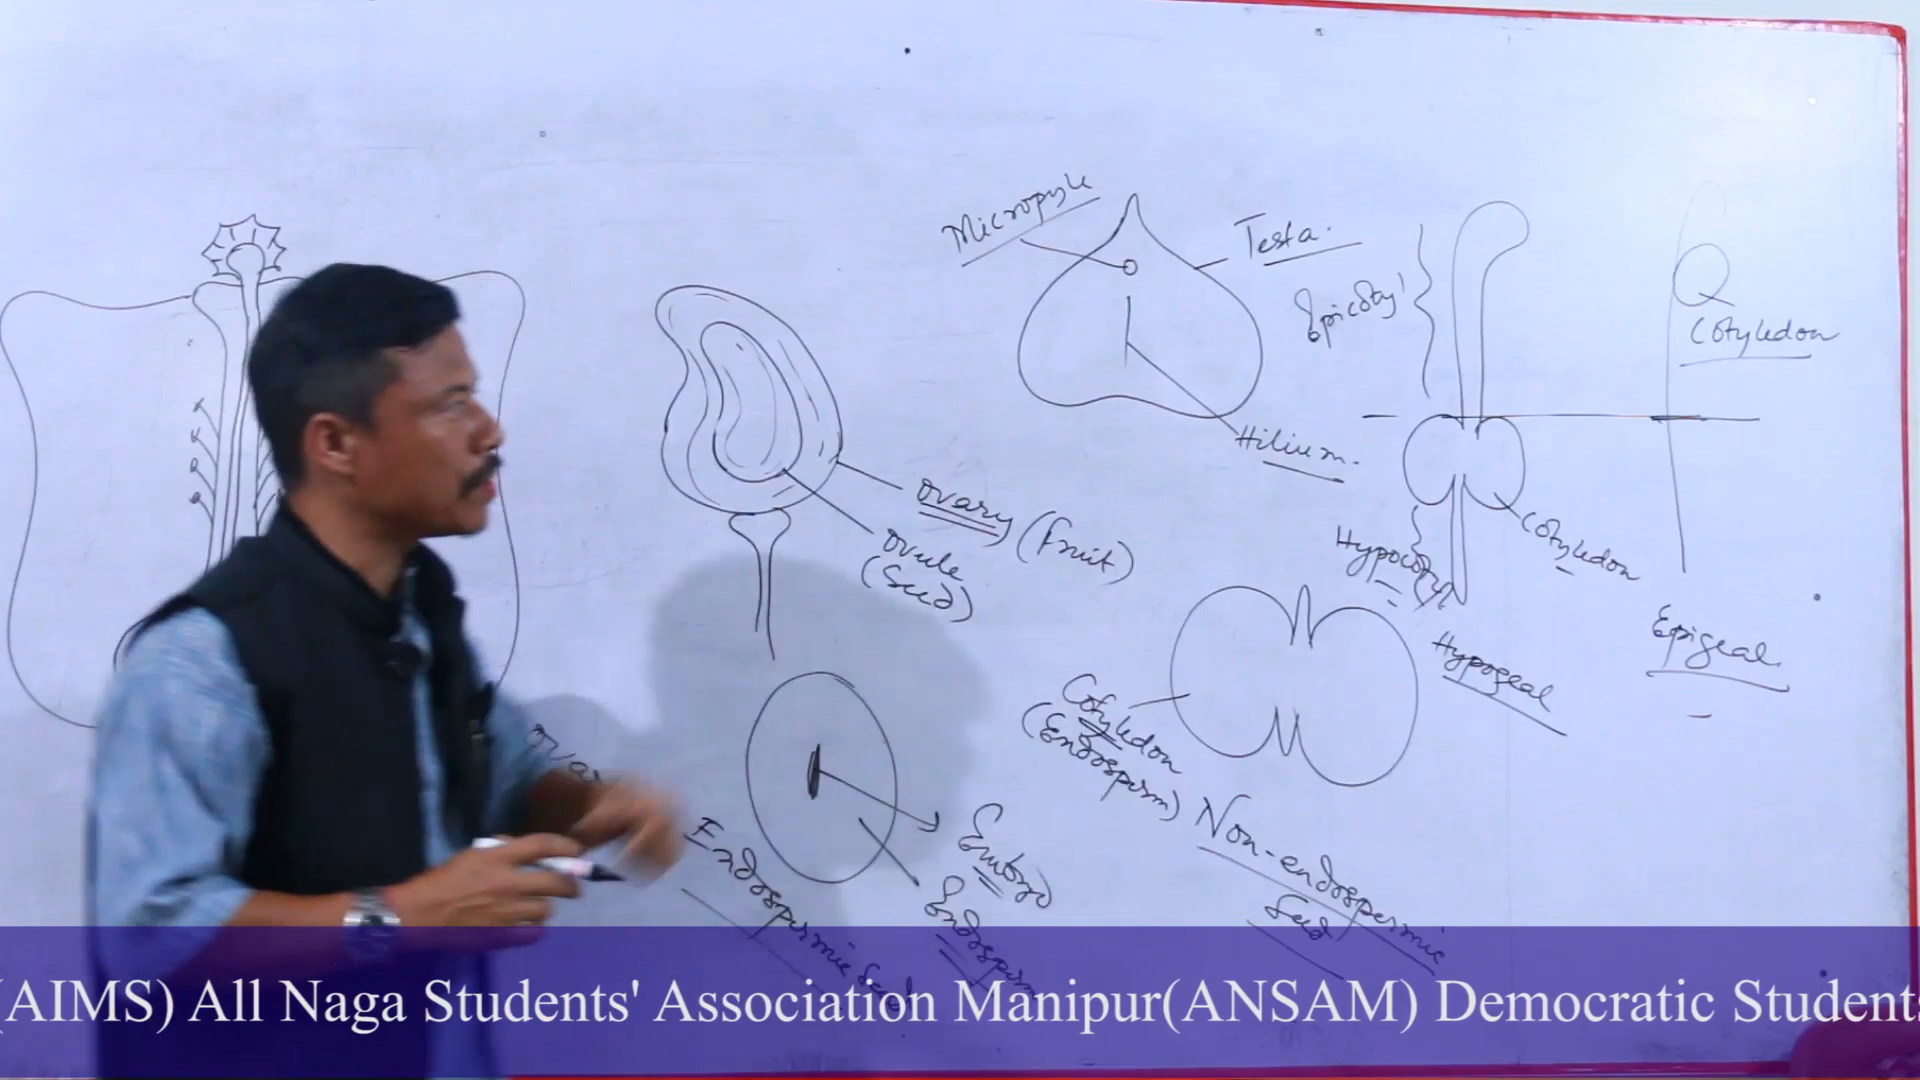 Micropyle
Testa.
Epicotyl
Cotyledon
Hilium.
Ovary (Fruit)
Ovule
(Seed)
Cotyledon
Hypocotyl
Hypogeal
Epigeal
Cotyledon
(Endosperm)
Non-endospermic
Seed
Embryo
Endosperm
Endospermic Seed
(AIMS) All Naga Students' Association Manipur(ANSAM) Democratic Students